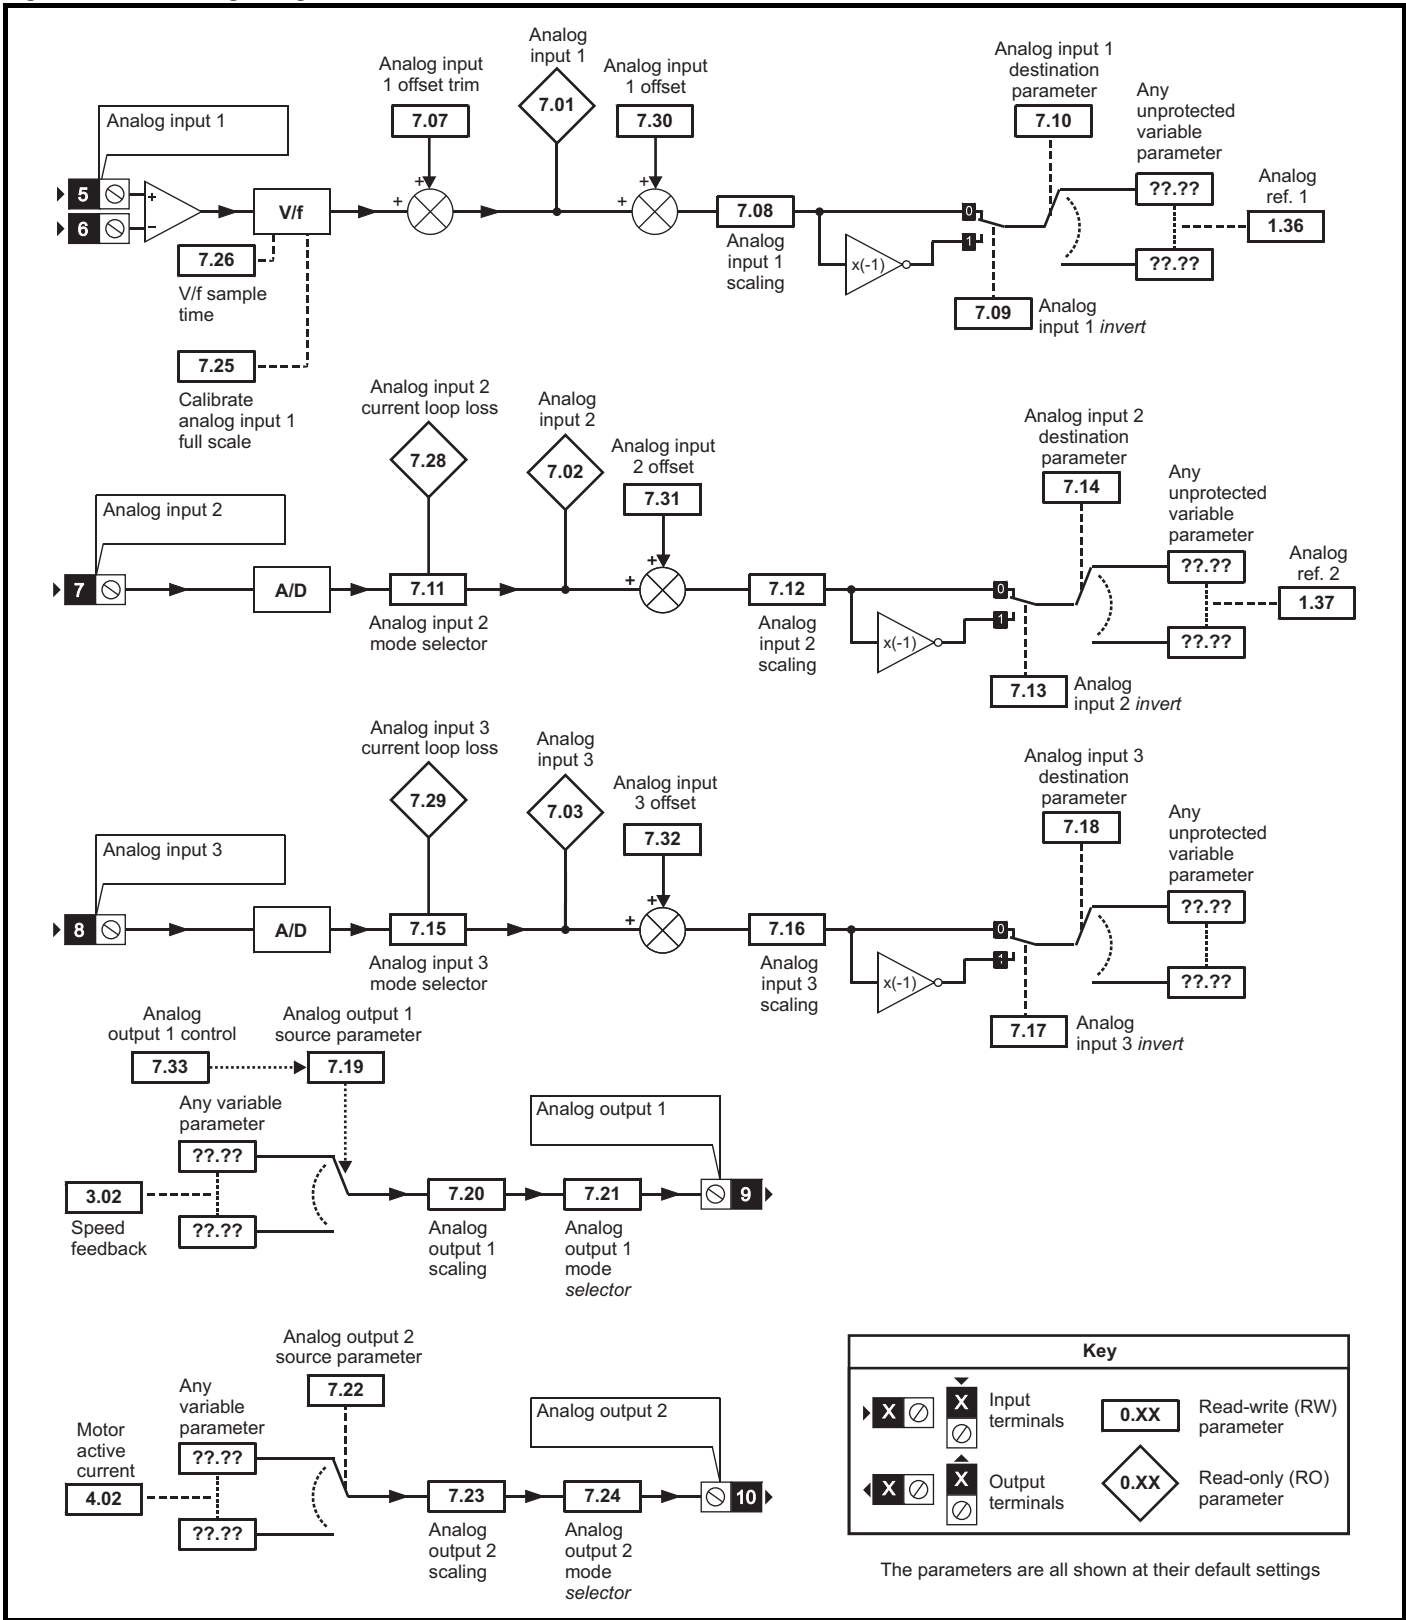 Analog input
1 offset trim
7.07
Analog
input 1
7.01
Analog input
1 offset
7.30
Analog input 1
destination
parameter
7.10
Any
unprotected
variable
parameter
??.??
??.??
Analog
ref. 1
1.36
Analog input 1
5
6
+
−
V/f
+
+
+
+
7.26
V/f sample
time
7.25
Calibrate
analog input 1
full scale
7.08
Analog
input 1
scaling
x(-1)
0
1
7.09
Analog
input 1 invert
Analog input 2
current loop loss
7.28
Analog
input 2
7.02
Analog input
2 offset
7.31
Analog input 2
destination
parameter
7.14
Any
unprotected
variable
parameter
??.??
??.??
Analog
ref. 2
1.37
Analog input 2
7
A/D
7.11
Analog input 2
mode selector
+
+
7.12
Analog
input 2
scaling
x(-1)
0
1
7.13
Analog
input 2 invert
Analog input 3
current loop loss
7.29
Analog
input 3
7.03
Analog input
3 offset
7.32
Analog input 3
destination
parameter
7.18
Any
unprotected
variable
parameter
??.??
??.??
Analog input 3
8
A/D
7.15
Analog input 3
mode selector
+
+
7.16
Analog
input 3
scaling
x(-1)
0
1
7.17
Analog
input 3 invert
Analog
output 1 control
7.33
Analog output 1
source parameter
7.19
Any variable
parameter
??.??
??.??
3.02
Speed
feedback
7.20
Analog
output 1
scaling
7.21
Analog
output 1
mode
selector
Analog output 1
9
Analog output 2
source parameter
7.22
Any
variable
parameter
??.??
??.??
Motor
active
current
4.02
7.23
Analog
output 2
scaling
7.24
Analog
output 2
mode
selector
Analog output 2
10
Key
X
X
Input
terminals
0.XX
Read-write (RW)
parameter
X
X
Output
terminals
0.XX
Read-only (RO)
parameter
The parameters are all shown at their default settings